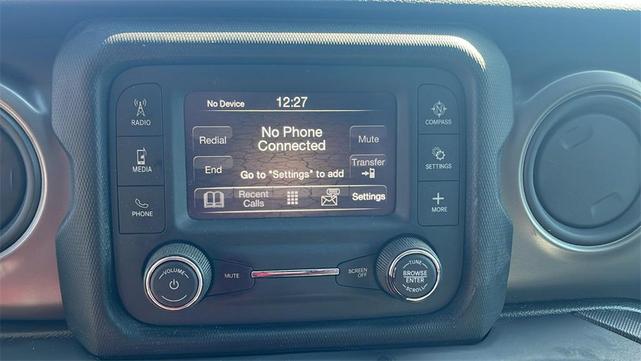 No Device 12:27
RADIO
MEDIA
PHONE
Redial
No Phone
Connected
Mute
End
Go to "Settings" to add
Transfer
Recent
Calls
Settings
COMPASS
SETTINGS
MORE
VOLUME
MUTE
SCREEN
OFF
TUNE
BROWSE
ENTER
SCROLL